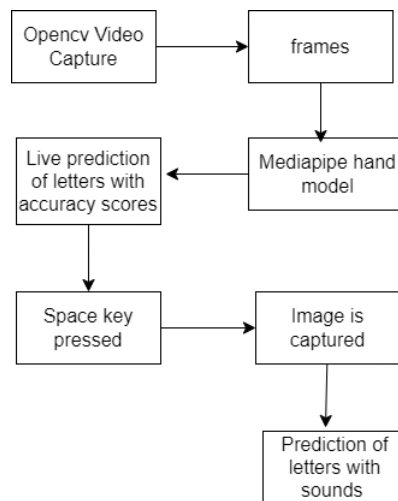 Opencv Video
Capture
frames
Mediapipe hand
model
Live prediction
of letters with
accuracy scores
Space key
pressed
Image is
captured
Prediction of
letters with
sounds